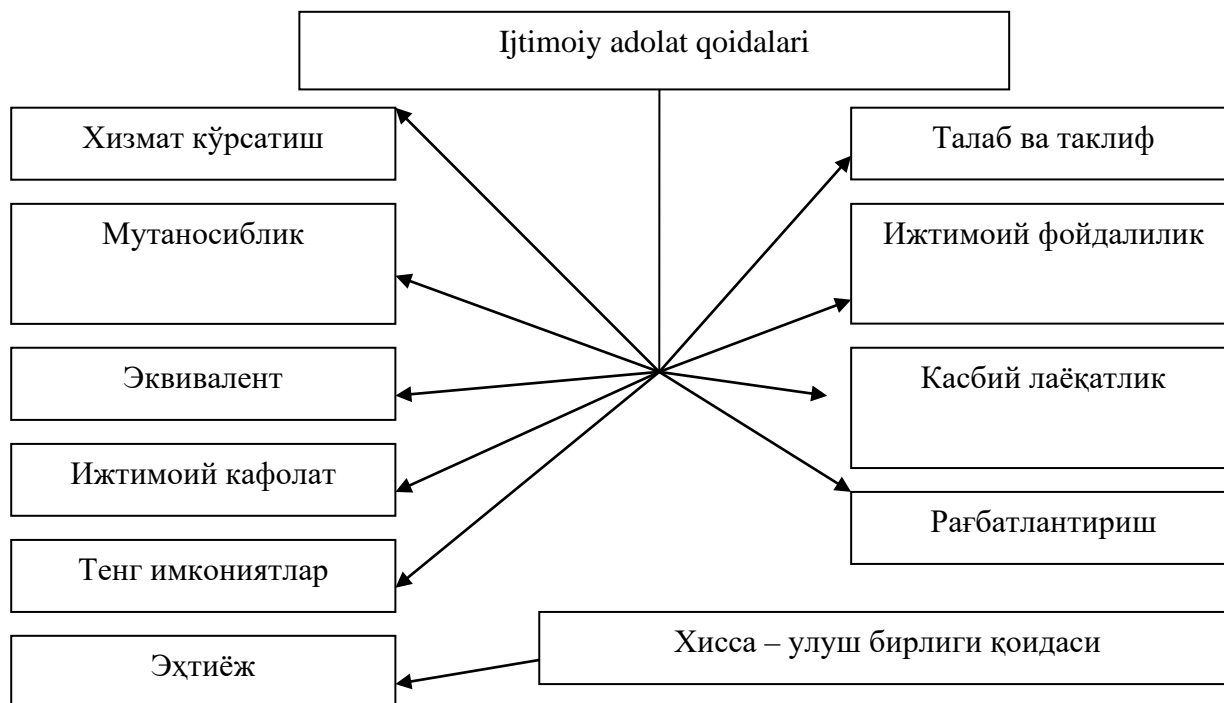 Ijtimoiy adolat qoidalari
Хизмат кўрсатиш
Талаб ва таклиф
Мутаносиблик
Ижтимоий фойдалилик
Эквивалент
Касбий лаёқатлик
Ижтимоий кафолат
Рағбатлантириш
Тенг имкониятлар
Хисса – улуш бирлиги қоидаси
Эҳтиёж